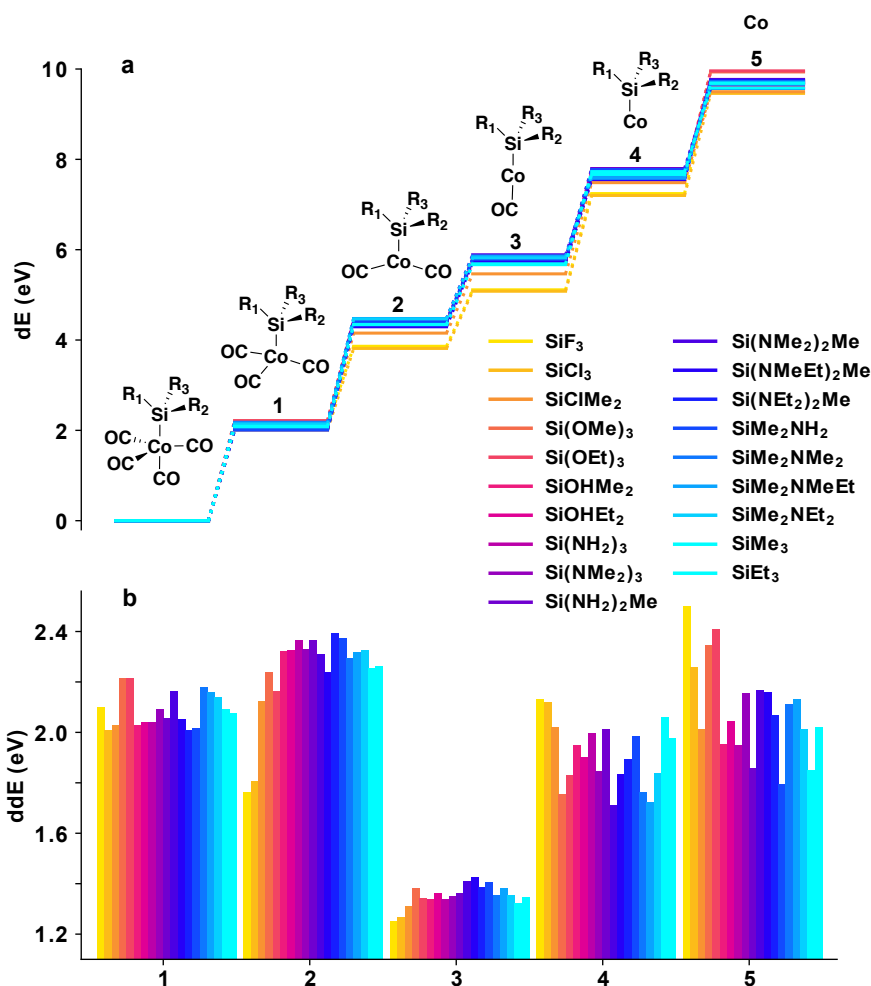 Co
a
5
10
R1
R3
R2
Si
Co
4
8
R1
R3
R2
Si
Co
OC
3
6
R1
R3
R2
Si
Co
OC
CO
2
4
dE (eV)
R1
R3
R2
Si
OC
Co
OC
CO
1
2
R1
R3
R2
Si
OC
Co
CO
OC
CO
0
SiF3
SiCl3
SiClMe2
Si(OMe)3
Si(OEt)3
SiOHMe2
SiOHEt2
Si(NH2)3
Si(NMe2)3
Si(NH2)2Me
Si(NMe2)2Me
Si(NMeEt)2Me
Si(NEt2)2Me
SiMe2NH2
SiMe2NMe2
SiMe2NMeEt
SiMe2NEt2
SiMe3
SiEt3
b
2.4
2.0
1.6
1.2
ddE (eV)
1 2 3 4 5